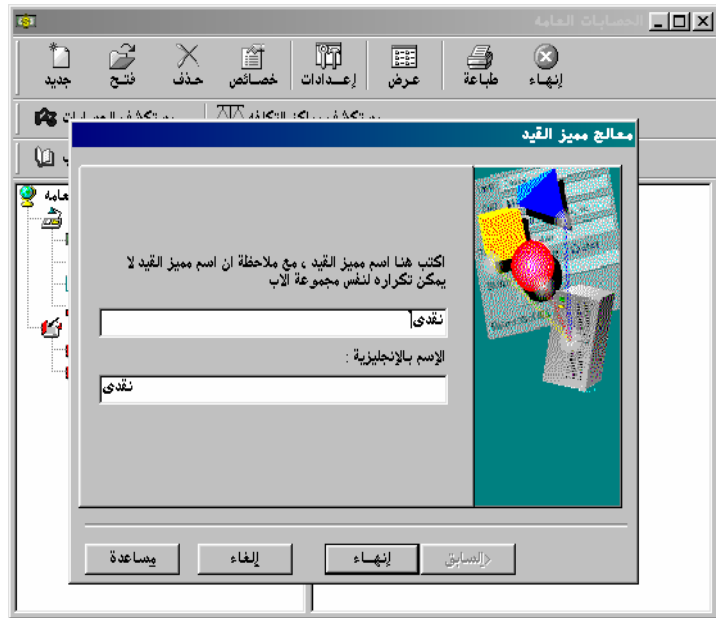 الحسابات العامة
جديد فتح حذف خصائص إعدادات عرض طباعة إنهاء
معالج مميز القيد
عامه
اكتب هنا اسم مميز القيد ، مع ملاحظة ان اسم مميز القيد لا
يمكن تكراره لنفس مجموعة الاب
نقدى
الإسم بالإنجليزية :
نقدى
<السابق إنهاء إلغاء مساعدة